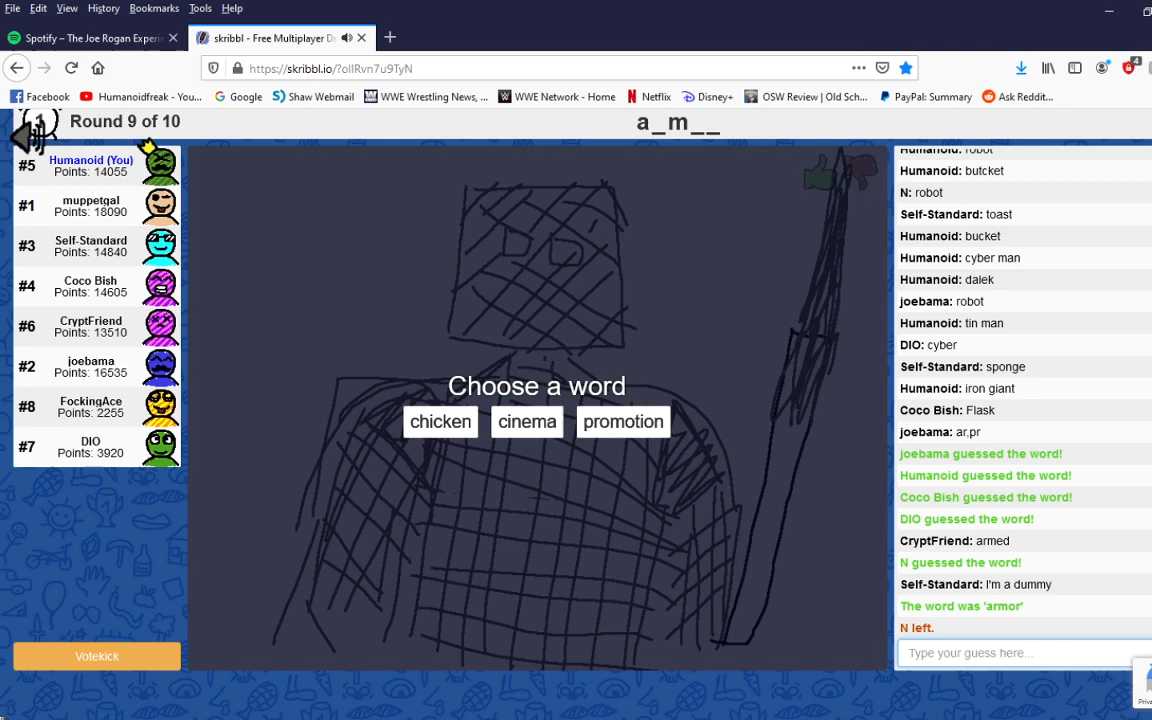 File Edit View History Bookmarks Tools Help
Spotify – The Joe Rogan Experi
skribbl - Free Multiplayer D
https://skribbl.io/?olIRvn7u9TyN
4
Facebook Humanoidfreak - You... Google Shaw Webmail WWE Wrestling News, ... WWE Network - Home Netflix Disney+ OSW Review | Old Sch... PayPal: Summary Ask Reddit...
Round 9 of 10
a_m__
#5 Humanoid (You)
Points: 14055
#1 muppetgal
Points: 18090
#3 Self-Standard
Points: 14840
#4 Coco Bish
Points: 14605
#6 CryptFriend
Points: 13510
#2 joebama
Points: 16535
#8 FockingAce
Points: 2255
#7 DIO
Points: 3920
Votekick
Choose a word
chicken cinema promotion
Humanoid: robot
Humanoid: butcket
N: robot
Self-Standard: toast
Humanoid: bucket
Humanoid: cyber man
Humanoid: dalek
joebama: robot
Humanoid: tin man
DIO: cyber
Self-Standard: sponge
Humanoid: iron giant
Coco Bish: Flask
joebama: ar,pr
joebama guessed the word!
Humanoid guessed the word!
Coco Bish guessed the word!
DIO guessed the word!
CryptFriend: armed
N guessed the word!
Self-Standard: I'm a dummy
The word was 'armor'
N left.
Type your guess here...